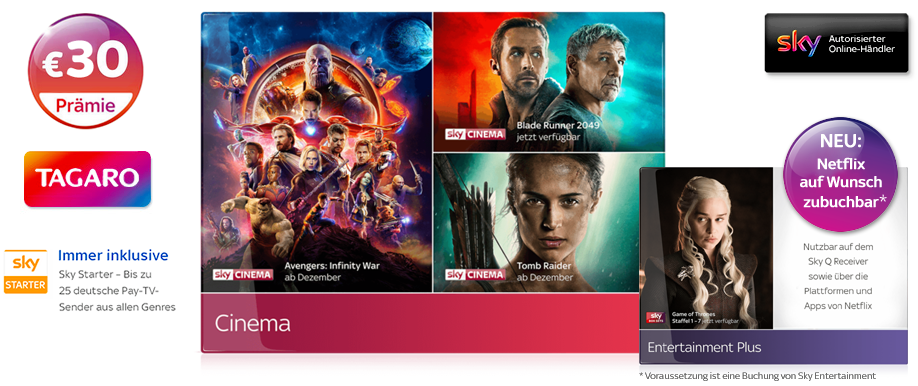 €30
Prämie
TAGARO
sky
STARTER
Immer inklusive
Sky Starter – Bis zu
25 deutsche Pay-TV-
Sender aus allen Genres
sky CINEMA
Avengers: Infinity War
ab Dezember
Blade Runner 2049
sky CINEMA
jetzt verfügbar
sky CINEMA
Tomb Raider
ab Dezember
Cinema
sky
Autorisierter
Online-Händler
NEU:
Netflix
auf Wunsch
zubuchbar*
Nutzbar auf dem
Sky Q Receiver
sowie über die
Plattformen und
Apps von Netflix
sky
Game of Thrones
Staffel 1 - 7 jetzt verfügbar
Entertainment Plus
* Voraussetzung ist eine Buchung von Sky Entertainment